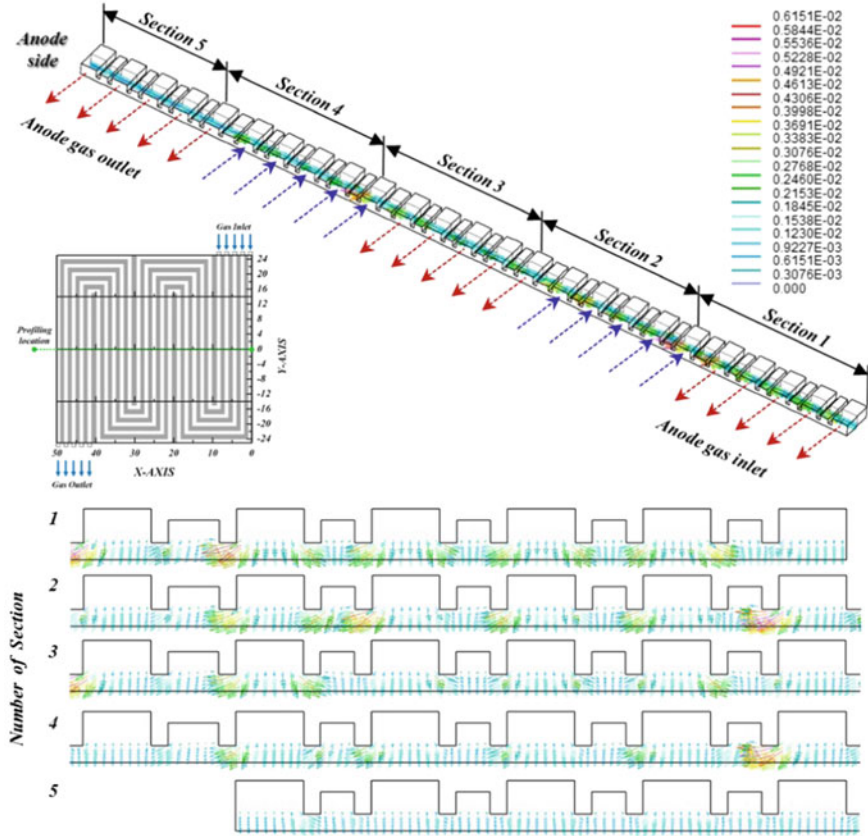 Anode side
Section 5
Section 4
Section 3
Section 2
Section 1
Anode gas outlet
Anode gas inlet
0.6151E-02
0.5844E-02
0.5536E-02
0.5228E-02
0.4921E-02
0.4613E-02
0.4306E-02
0.3998E-02
0.3691E-02
0.3383E-02
0.3076E-02
0.2768E-02
0.2460E-02
0.2153E-02
0.1845E-02
0.1538E-02
0.1230E-02
0.9227E-03
0.6151E-03
0.3076E-03
0.000
Gas Inlet
24
20
16
12
8
4
0
-4
-8
-12
-16
-20
-24
Y-AXIS
Profiling
location
50 40 30 20 10 0
X-AXIS
Gas Outlet
Number of Section
1
2
3
4
5